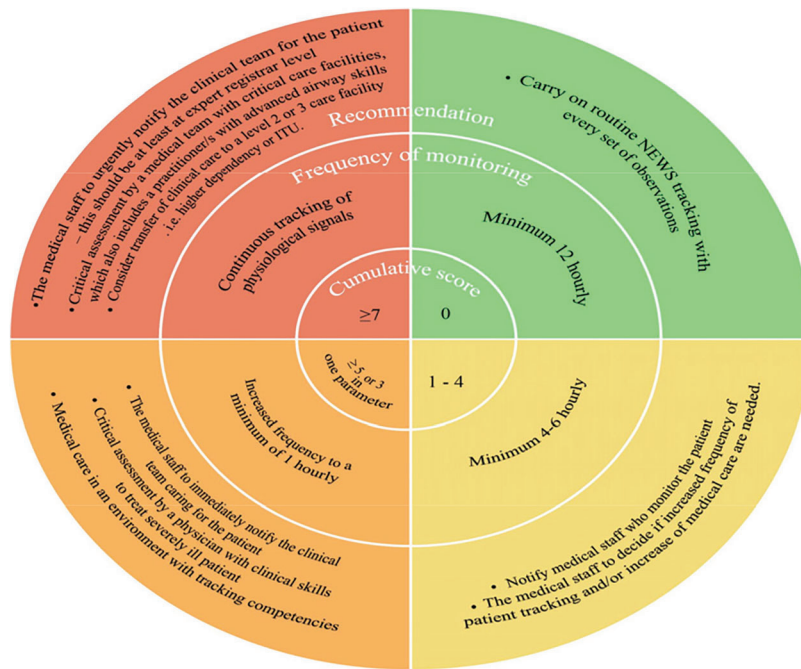 Recommendation
Frequency of monitoring
Cumulative score
•The medical staff to urgently notify the clinical team for the patient
– this should be at least at expert registrar level
•Critical assessment by a medical team with critical care facilities,
which also includes a practitioner/s with advanced airway skills
• Consider transfer of clinical care to a level 2 or 3 care facility
. i.e. higher dependency or ITU.
Continuous tracking of
physiological signals
≥7
• Carry on routine NEWS tracking with
every set of observations
Minimum 12 hourly
0
≥5 or 3
in
one parameter
Increased frequency to a
minimum of 1 hourly
• The medical staff to immediately notify the clinical
team caring for the patient
• Critical assessment by a physician with clinical skills
to treat severely ill patient
• Medical care in an environment with tracking competencies
1 - 4
Minimum 4-6 hourly
• Notify medical staff who monitor the patient
• The medical staff to decide if increased frequency of
patient tracking and/or increase of medical care are needed.